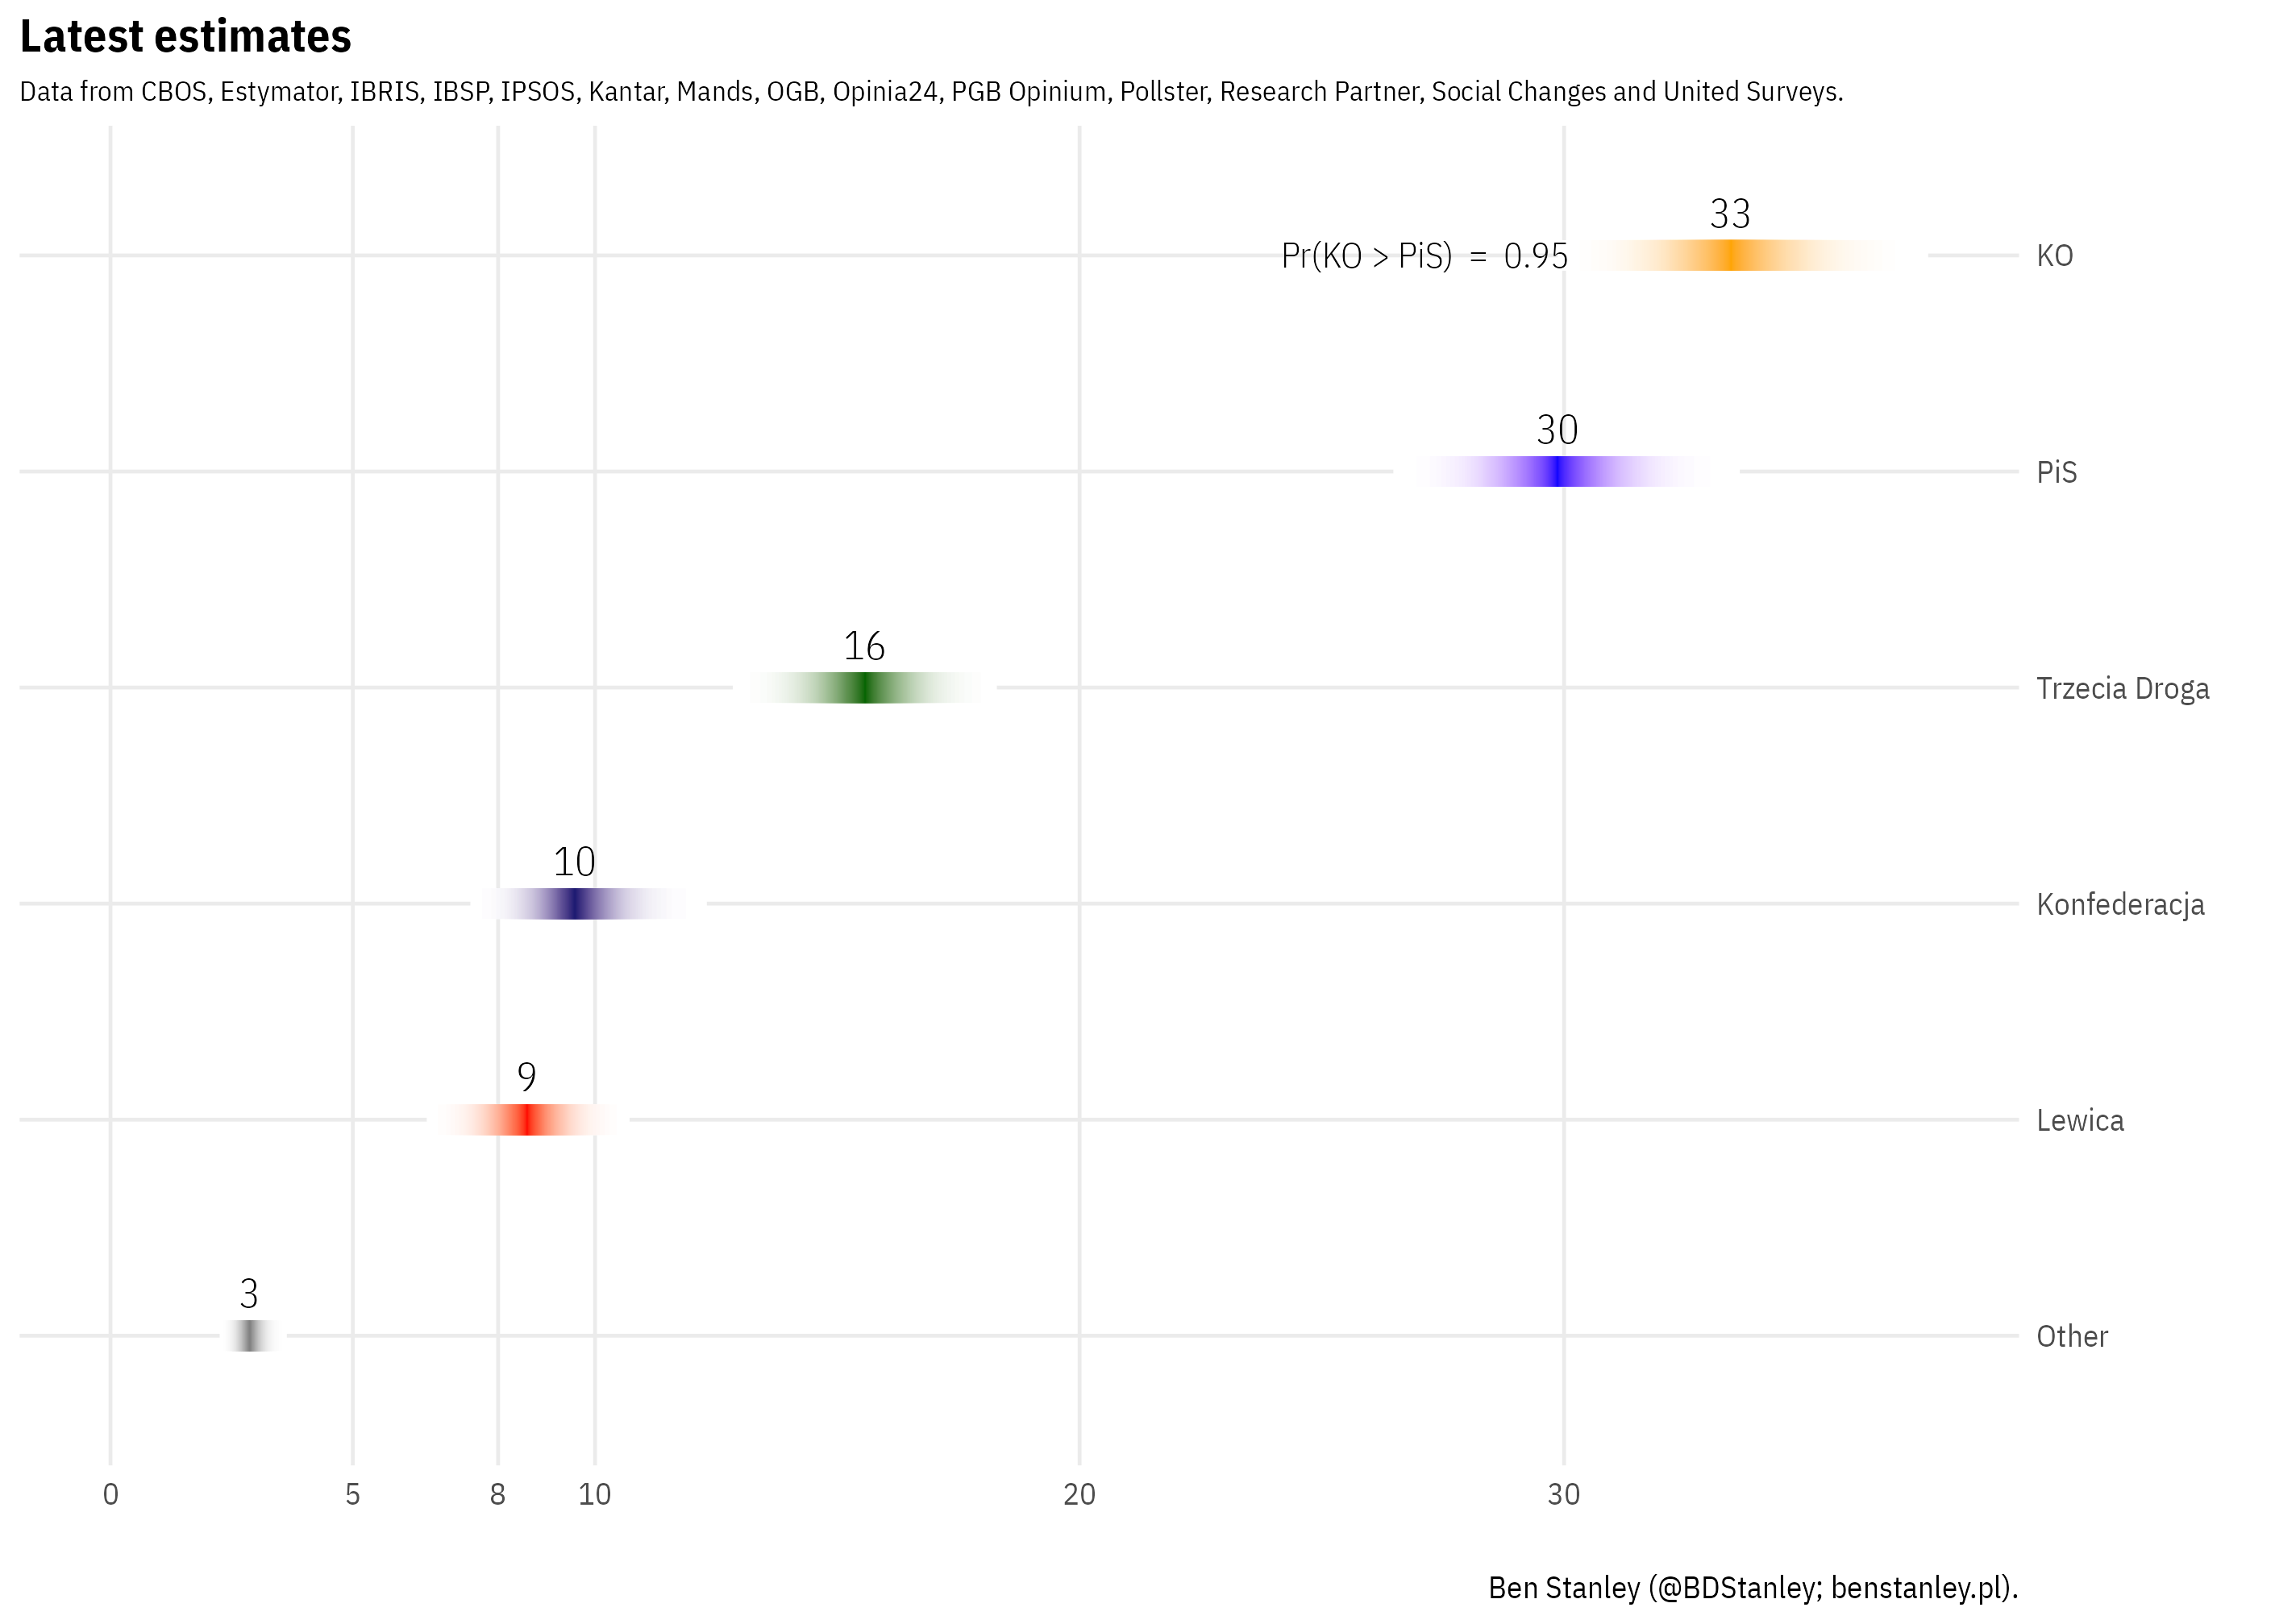 Latest estimates
Data from CBOS, Estymator, IBRIS, IBSP, IPSOS, Kantar, Mands, OGB, Opinia24, PGB Opinium, Pollster, Research Partner, Social Changes and United Surveys.
33
Pr(KO > PiS) = 0.95
KO
30
PiS
16
Trzecia Droga
10
Konfederacja
9
Lewica
3
Other
0 5 8 10 20 30
Ben Stanley (@BDStanley; benstanley.pl).